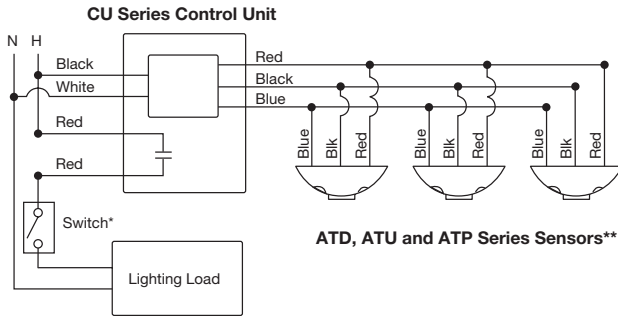 CU Series Control Unit
N H
Black
White
Red
Red
Red
Black
Blue
Blue
Blk
Red
Blue
Blk
Red
Blue
Blk
Red
Switch*
Lighting Load
ATD, ATU and ATP Series Sensors**